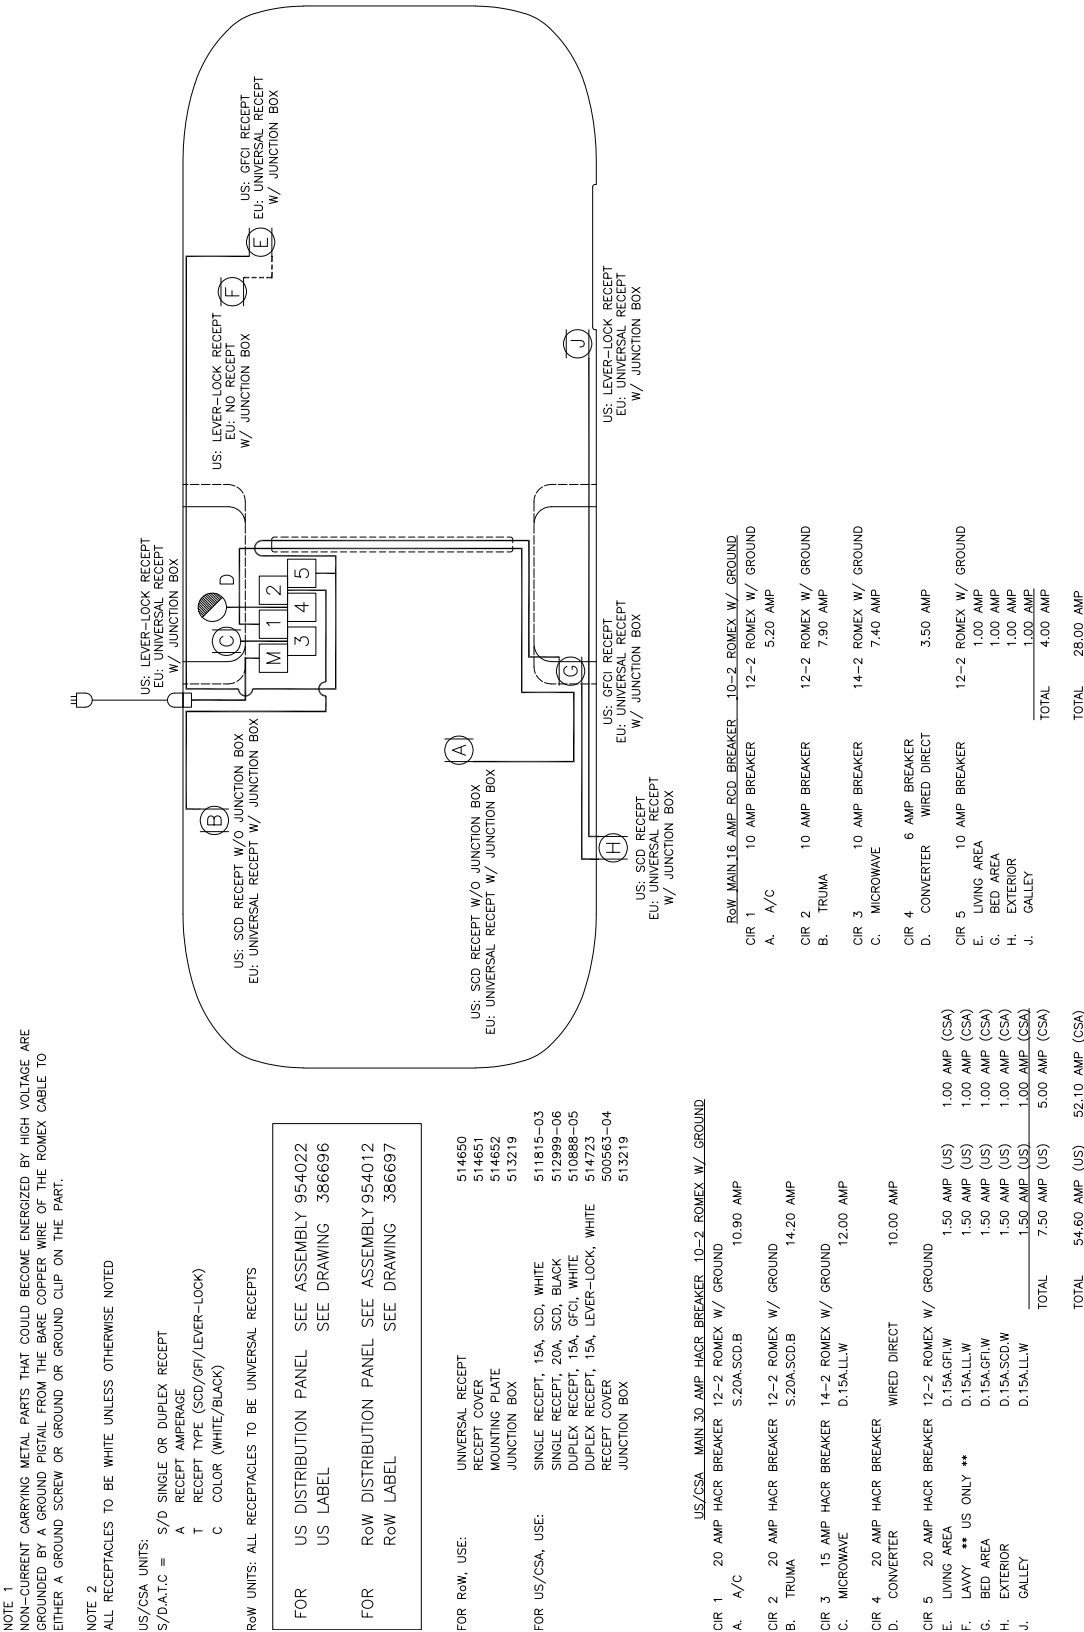 NOTE 1
NON-CURRENT CARRYING METAL PARTS THAT COULD BECOME ENERGIZED BY HIGH VOLTAGE ARE
GROUNDED BY A GROUND PIGTAIL FROM THE BARE COPPER WIRE OF THE ROMEX CABLE TO
EITHER A GROUND SCREW OR GROUND OR GROUND CLIP ON THE PART.
NOTE 2
ALL RECEPTACLES TO BE WHITE UNLESS OTHERWISE NOTED
US/CSA UNITS:
S/D.A.T.C = S/D SINGLE OR DUPLEX RECEPT
A RECEPT AMPERAGE
T RECEPT TYPE (SCD/GFI/LEVER-LOCK)
C COLOR (WHITE/BLACK)
RoW UNITS: ALL RECEPTACLES TO BE UNIVERSAL RECEPTS
FOR US DISTRIBUTION PANEL SEE ASSEMBLY 954022
US LABEL SEE DRAWING 386696
FOR RoW DISTRIBUTION PANEL SEE ASSEMBLY 954012
RoW LABEL SEE DRAWING 386697
FOR RoW, USE: UNIVERSAL RECEPT 514650
RECEPT COVER 514651
MOUNTING PLATE 514652
JUNCTION BOX 513219
FOR US/CSA, USE: SINGLE RECEPT, 15A, SCD, WHITE 511815-03
SINGLE RECEPT, 20A, SCD, BLACK 512999-06
DUPLEX RECEPT, 15A, GFCI, WHITE 510888-05
DUPLEX RECEPT, 15A, LEVER-LOCK, WHITE 514723
RECEPT COVER 500563-04
JUNCTION BOX 513219
US/CSA MAIN 30 AMP HACR BREAKER 10-2 ROMEX W/ GROUND
CIR 1 20 AMP HACR BREAKER 12-2 ROMEX W/ GROUND
A. A/C S.20A.SCD.B 10.90 AMP
CIR 2 20 AMP HACR BREAKER 12-2 ROMEX W/ GROUND
B. TRUMA S.20A.SCD.B 14.20 AMP
CIR 3 15 AMP HACR BREAKER 14-2 ROMEX W/ GROUND
C. MICROWAVE D.15A.LL.W 12.00 AMP
CIR 4 20 AMP HACR BREAKER
D. CONVERTER WIRED DIRECT 10.00 AMP
CIR 5 20 AMP HACR BREAKER 12-2 ROMEX W/ GROUND
E. LIVING AREA D.15A.GFI.W 1.50 AMP (US) 1.00 AMP (CSA)
F. LAVVY ** US ONLY ** D.15A.LL.W 1.50 AMP (US) 1.00 AMP (CSA)
G. BED AREA D.15A.GFI.W 1.50 AMP (US) 1.00 AMP (CSA)
H. EXTERIOR D.15A.SCD.W 1.50 AMP (US) 1.00 AMP (CSA)
J. GALLEY D.15A.LL.W 1.50 AMP (US) 1.00 AMP (CSA)
TOTAL 7.50 AMP (US) 5.00 AMP (CSA)
TOTAL 54.60 AMP (US) 52.10 AMP (CSA)
US: LEVER-LOCK RECEPT
EU: UNIVERSAL RECEPT
W/ JUNCTION BOX
US: SCD RECEPT W/O JUNCTION BOX
EU: UNIVERSAL RECEPT W/ JUNCTION BOX
B
C
D
M
1
2
3
4
5
US: LEVER-LOCK RECEPT
EU: NO RECEPT
W/ JUNCTION BOX
F
E
US: GFCI RECEPT
EU: UNIVERSAL RECEPT
W/ JUNCTION BOX
A
US: SCD RECEPT W/O JUNCTION BOX
EU: UNIVERSAL RECEPT W/ JUNCTION BOX
G
US: GFCI RECEPT
EU: UNIVERSAL RECEPT
W/ JUNCTION BOX
J
US: LEVER-LOCK RECEPT
EU: UNIVERSAL RECEPT
W/ JUNCTION BOX
H
US: SCD RECEPT
EU: UNIVERSAL RECEPT
W/ JUNCTION BOX
RoW MAIN 16 AMP RCD BREAKER 10-2 ROMEX W/ GROUND
CIR 1 10 AMP BREAKER 12-2 ROMEX W/ GROUND
A. A/C 5.20 AMP
CIR 2 10 AMP BREAKER 12-2 ROMEX W/ GROUND
B. TRUMA 7.90 AMP
CIR 3 10 AMP BREAKER 14-2 ROMEX W/ GROUND
C. MICROWAVE 7.40 AMP
CIR 4 6 AMP BREAKER
D. CONVERTER WIRED DIRECT 3.50 AMP
CIR 5 10 AMP BREAKER 12-2 ROMEX W/ GROUND
E. LIVING AREA 1.00 AMP
G. BED AREA 1.00 AMP
H. EXTERIOR 1.00 AMP
J. GALLEY 1.00 AMP
TOTAL 4.00 AMP
TOTAL 28.00 AMP